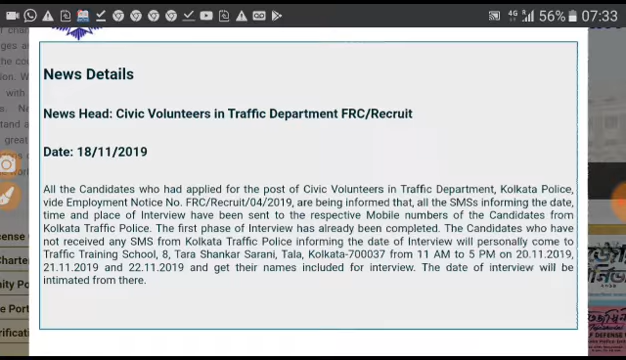 4G
56%
07:33
News Details
News Head: Civic Volunteers in Traffic Department FRC/Recruit
Date: 18/11/2019
All the Candidates who had applied for the post of Civic Volunteers in Traffic Department, Kolkata Police,
vide Employment Notice No. FRC/Recruit/04/2019, are being informed that, all the SMSs informing the date,
time and place of Interview have been sent to the respective Mobile numbers of the Candidates from
Kolkata Traffic Police. The first phase of Interview has already been completed. The Candidates who have
not received any SMS from Kolkata Traffic Police informing the date of Interview will personally come to
Traffic Training School, 8, Tara Shankar Sarani, Tala, Kolkata-700037 from 11 AM to 5 PM on 20.11.2019,
21.11.2019 and 22.11.2019 and get their names included for interview. The date of interview will be
intimated from there.